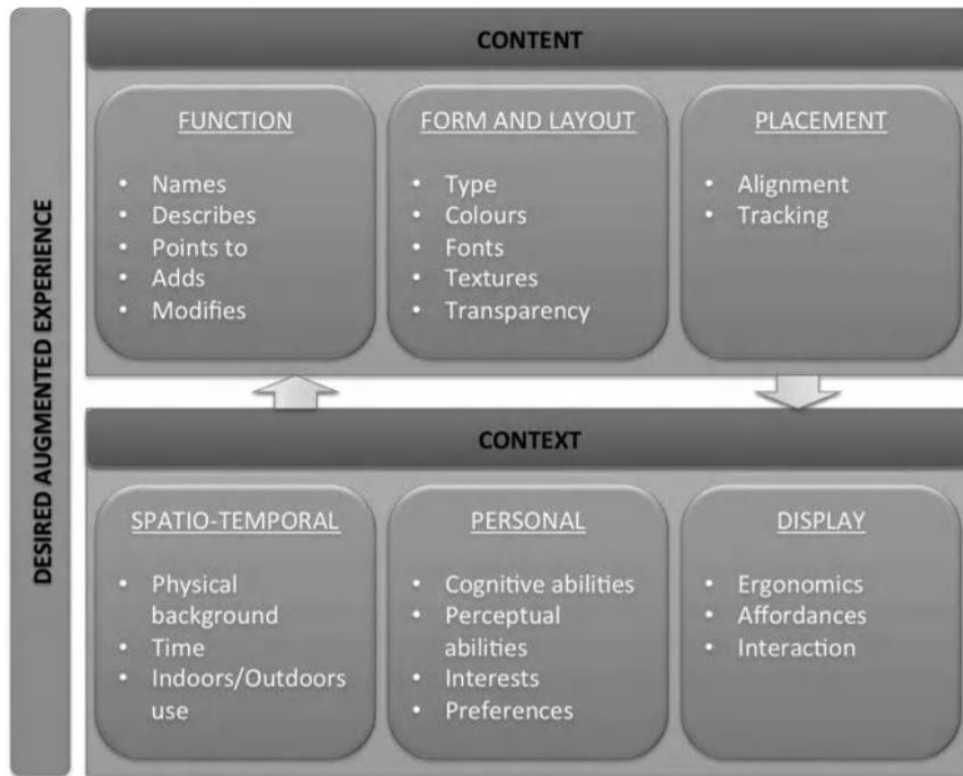 DESIRED AUGMENTED EXPERIENCE
CONTENT
FUNCTION
• Names
• Describes
• Points to
• Adds
• Modifies
FORM AND LAYOUT
• Type
• Colours
• Fonts
• Textures
• Transparency
PLACEMENT
• Alignment
• Tracking
CONTEXT
SPATIO-TEMPORAL
• Physical
background
• Time
• Indoors/Outdoors
use
PERSONAL
• Cognitive abilities
• Perceptual
abilities
• Interests
• Preferences
DISPLAY
• Ergonomics
• Affordances
• Interaction